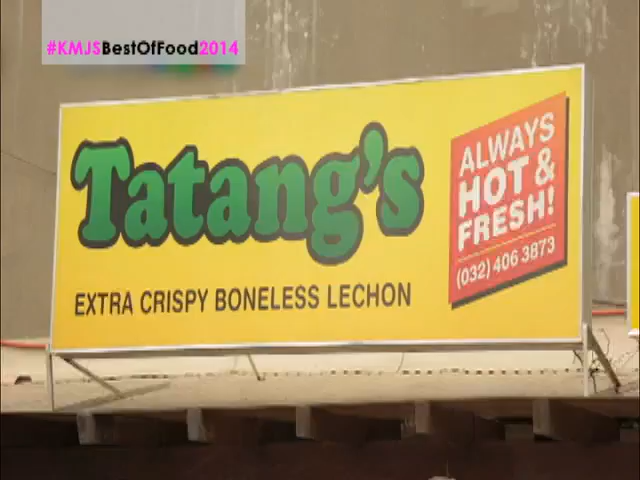 #KMJSBestOfFood2014
Tatang's
EXTRA CRISPY BONELESS LECHON
ALWAYS
HOT &
FRESH!
(032) 406 3873